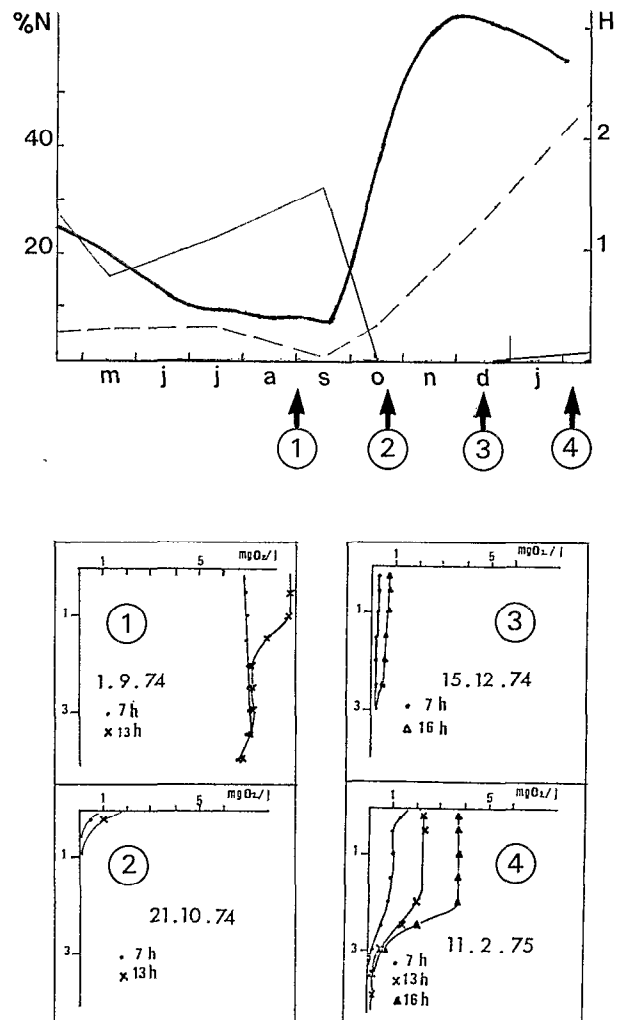 %N H
40 2
20 1
m j j a s o n d j
1 2 3 4
1 5 mgO₂/l
1
1
3
1.9.74
• 7h
× 13h
1 5 mgO₂/l
1
3
3
15.12.74
• 7h
△ 16h
1 5 mgO₂/l
1
2
3
21.10.74
• 7h
× 13h
1 5 mgO₂/l
1
4
3
11.2.75
• 7h
× 13h
▲ 16h